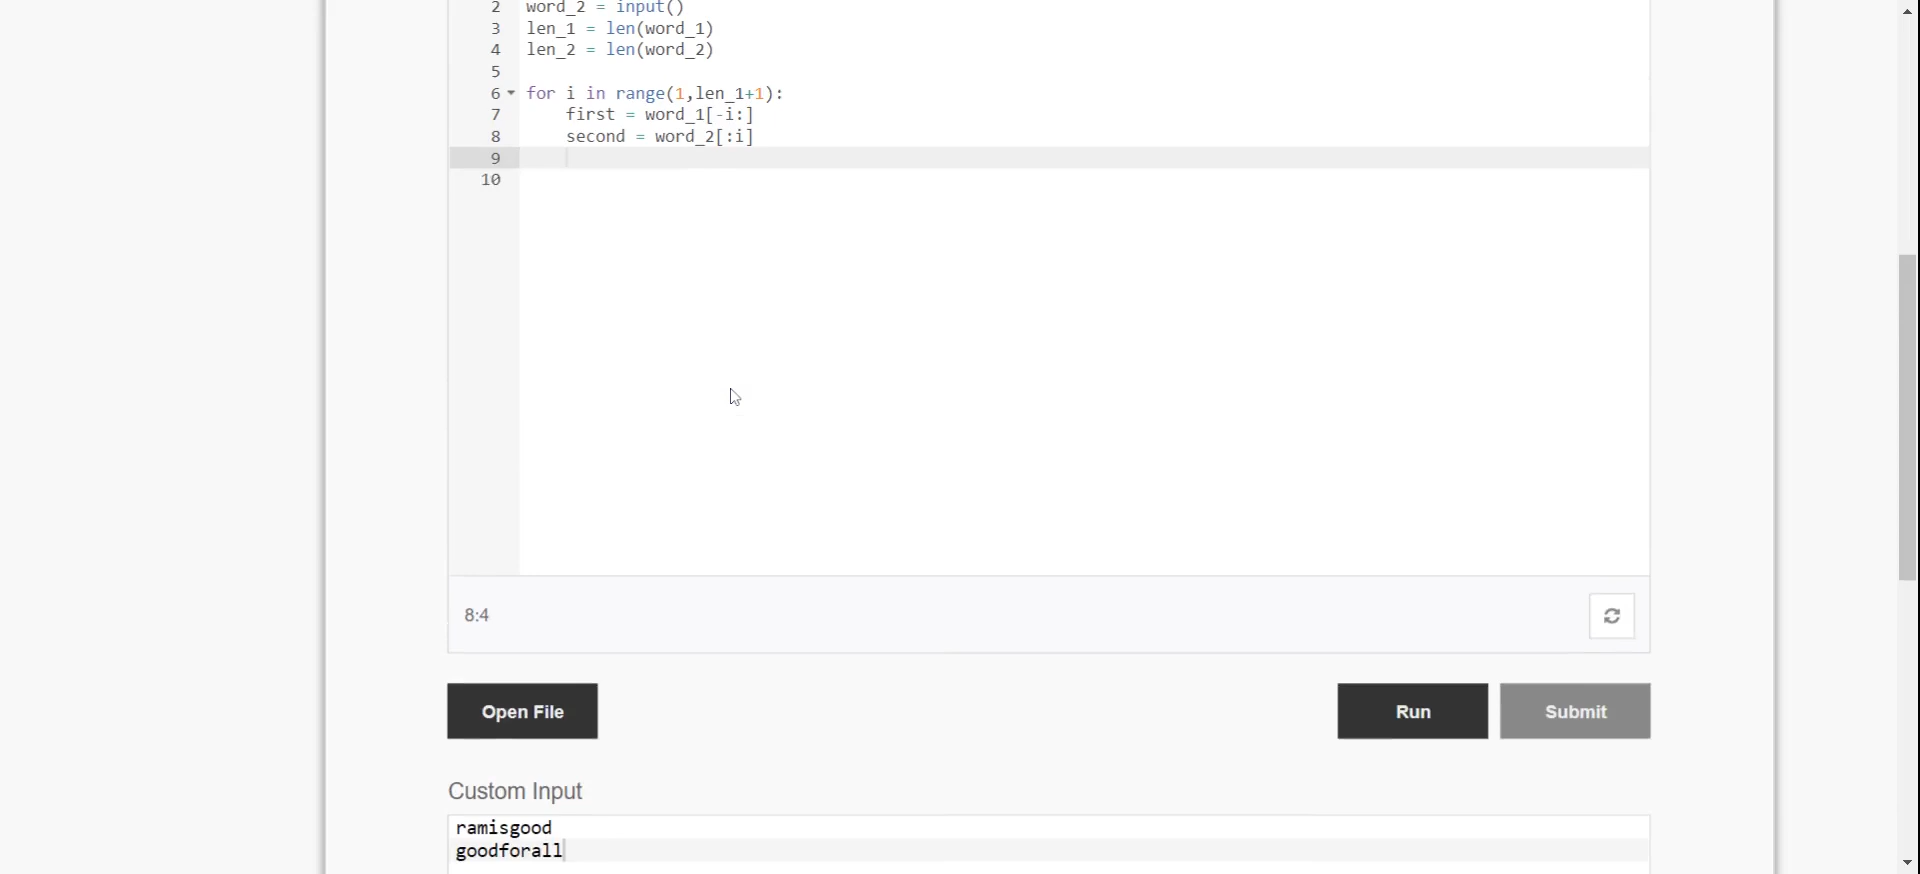 2 word_2 = input()
3 len_1 = len(word_1)
4 len_2 = len(word_2)
5
6 for i in range(1,len_1+1):
7     first = word_1[-i:]
8     second = word_2[:i]
9
10
8:4
Open File
Run
Submit
Custom Input
ramisgood
goodforall